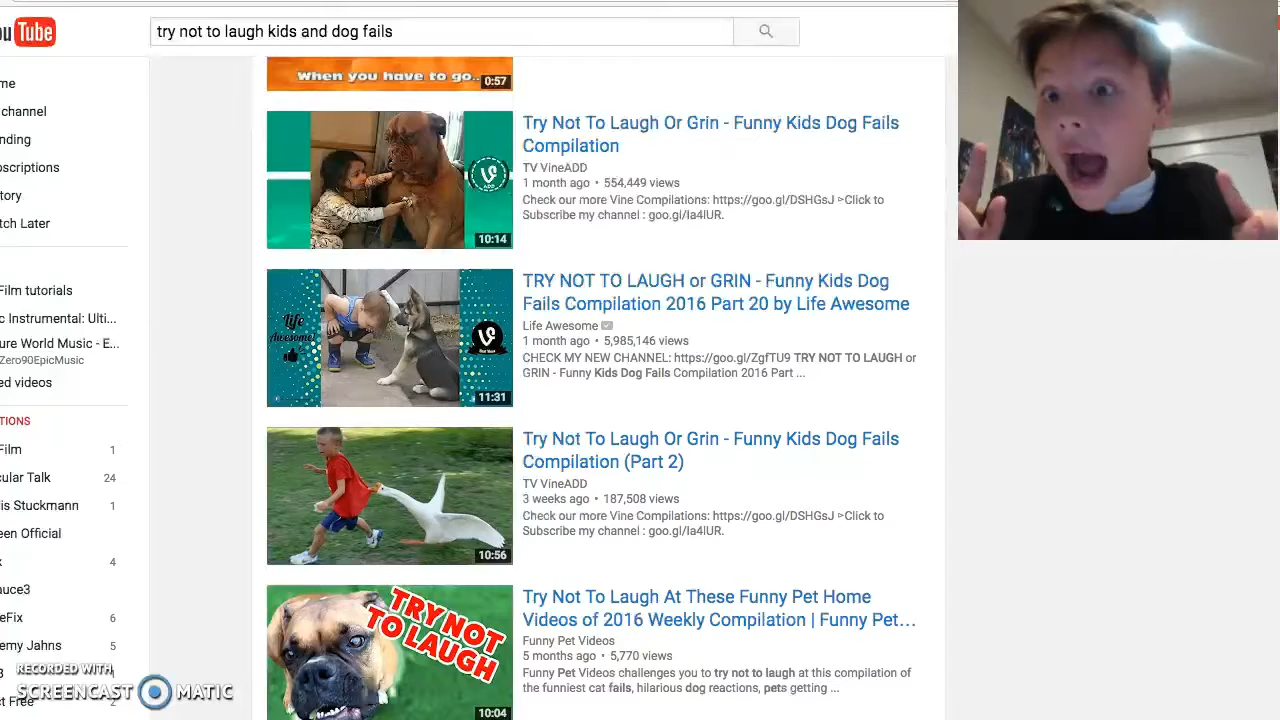 You Tube
try not to laugh kids and dog fails
me
When you have to go..
0:57
channel
Try Not To Laugh Or Grin - Funny Kids Dog Fails
Compilation
nding
TV VineADD
1 month ago • 554,449 views
Check our more Vine Compilations: https://goo.gl/DSHGsJ ➣Click to
Subscribe my channel : goo.gl/Ia4lUR.
ADD
10:14
oscriptions
tory
tch Later
TRY NOT TO LAUGH or GRIN - Funny Kids Dog
Fails Compilation 2016 Part 20 by Life Awesome
Life Awesome
1 month ago • 5,985,146 views
CHECK MY NEW CHANNEL: https://goo.gl/ZgfTU9 TRY NOT TO LAUGH or
GRIN - Funny Kids Dog Fails Compilation 2016 Part ...
Life
Awesome!
11:31
Film tutorials
c Instrumental: Ulti...
ure World Music - E...
Zero90EpicMusic
ed videos
TIONS
Try Not To Laugh Or Grin - Funny Kids Dog Fails
Compilation (Part 2)
TV VineADD
3 weeks ago • 187,508 views
Check our more Vine Compilations: https://goo.gl/DSHGsJ ➣Click to
Subscribe my channel : goo.gl/Ia4lUR.
10:56
Film 1
cular Talk 24
is Stuckmann 1
een Official
x 4
auce3
eFix 6
emy Jahns 5
3 1
ct Free 2
Try Not To Laugh At These Funny Pet Home
Videos of 2016 Weekly Compilation | Funny Pet...
Funny Pet Videos
5 months ago • 5,770 views
Funny Pet Videos challenges you to try not to laugh at this compilation of
the funniest cat fails, hilarious dog reactions, pets getting ...
TRY NOT
TO LAUGH
10:04
RECORDED WITH
SCREENCAST MATIC